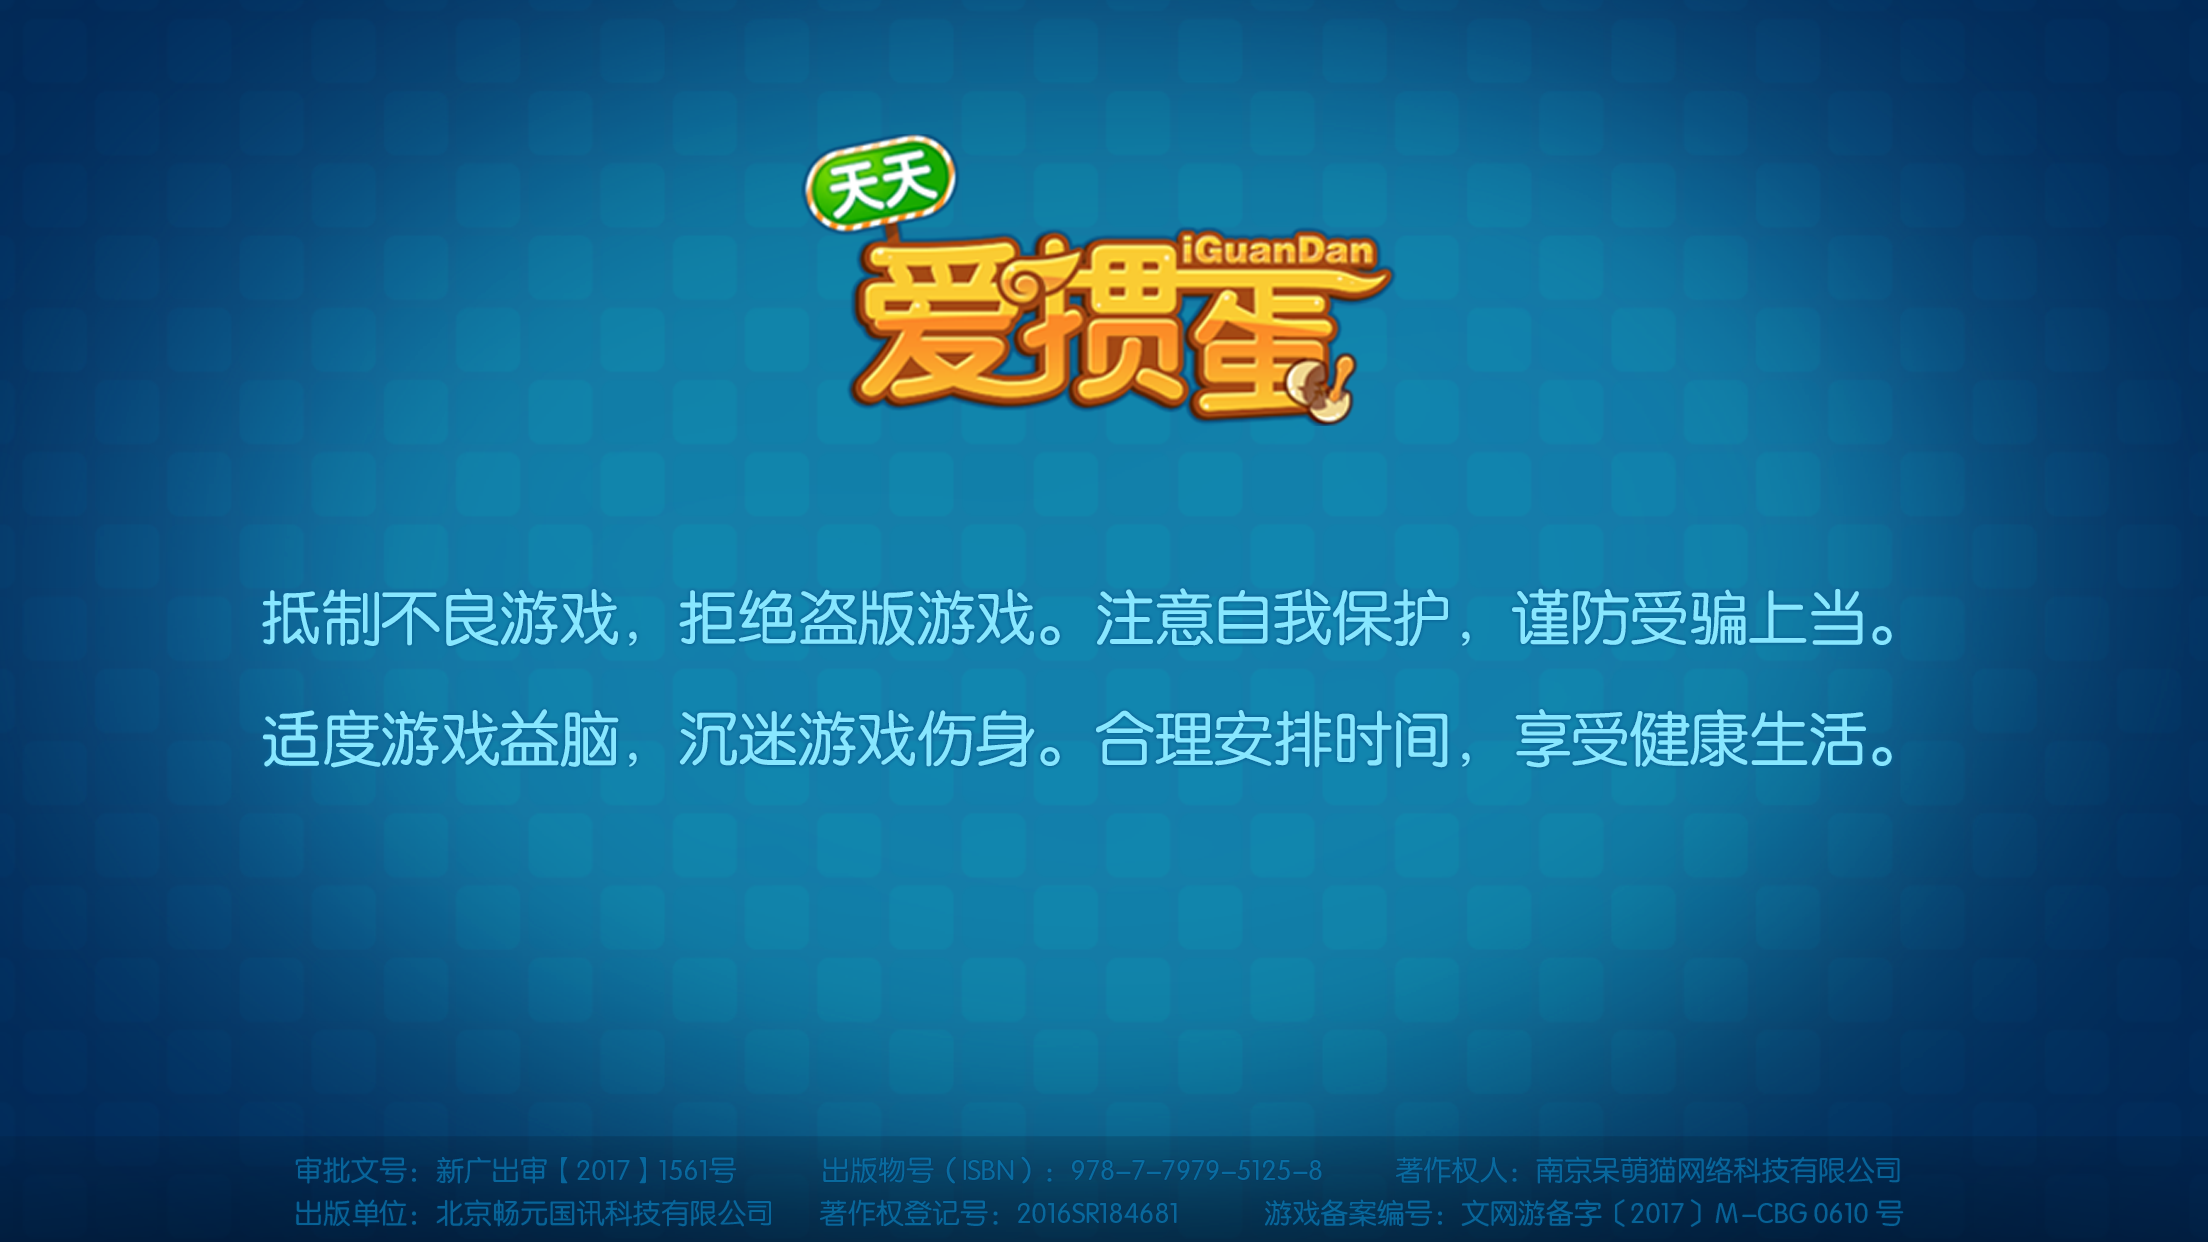 天天
iGuanDan
爱掼蛋
抵制不良游戏，拒绝盗版游戏。注意自我保护，谨防受骗上当。
适度游戏益脑，沉迷游戏伤身。合理安排时间，享受健康生活。
审批文号：新广出审【2017】1561号 出版物号（ISBN）：978-7-7979-5125-8 著作权人：南京呆萌猫网络科技有限公司
出版单位：北京畅元国讯科技有限公司 著作权登记号：2016SR184681 游戏备案编号：文网游备字〔2017〕M-CBG 0610 号